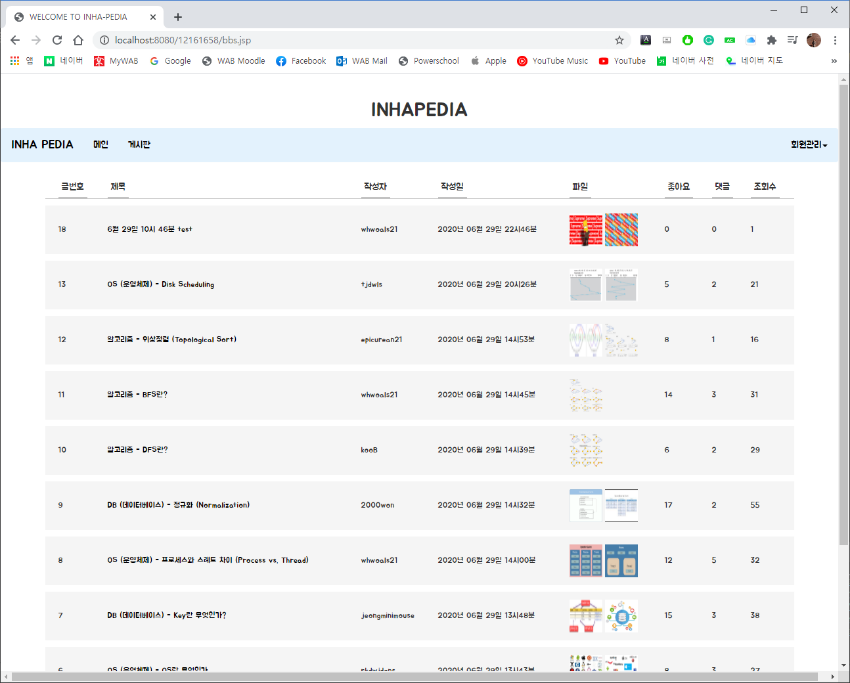 WELCOME TO INHA-PEDIA
localhost:8080/12161658/bbs.jsp
앱 네이버 MyWAB Google WAB Moodle Facebook WAB Mail Powerschool Apple YouTube Music YouTube 네이버 사전 네이버 지도 »
INHAPEDIA
INHA PEDIA 메인 게시판 회원관리
글번호 제목 작성자 작성일 파일 좋아요 댓글 조회수
18 6월 29일 10시 46분 test whwoals21 2020년 06월 29일 22시46분 0 0 1
13 OS (운영체제) - Disk Scheduling tjdwls 2020년 06월 29일 20시26분 5 2 21
12 알고리즘 - 위상정렬 (Topological Sort) epicurean21 2020년 06월 29일 14시53분 8 1 16
11 알고리즘 - BFS란? whwoals21 2020년 06월 29일 14시45분 14 3 31
10 알고리즘 - DFS란? 2020년 06월 29일 14시39분 6 2 29
9 DB (데이터베이스) - 정규화 (Normalization) 2000won 2020년 06월 29일 14시32분 17 2 55
8 OS (운영체제) - 프로세스와 스레드 차이 (Process vs. Thread) whwoals21 2020년 06월 29일 14시00분 12 5 32
7 DB (데이터베이스) - Key란 무엇인가? jeongminimouse 2020년 06월 29일 13시48분 15 3 38
6 OS (운영체제) - OS란 무엇인가 2020년 06월 29일 13시43분 8 3 27